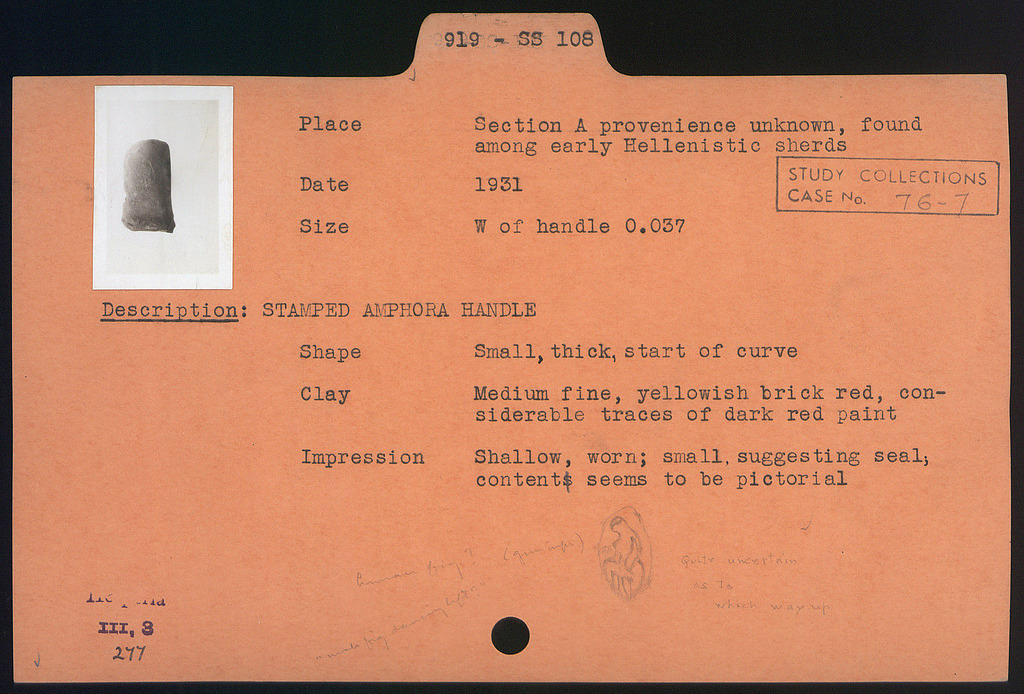 919 - SS 108
Place Section A provenience unknown, found
among early Hellenistic sherds
STUDY COLLECTIONS
CASE No. 76-7
Date 1931
Size W of handle 0.037
Description: STAMPED AMPHORA HANDLE
Shape Small, thick, start of curve
Clay Medium fine, yellowish brick red, con-
siderable traces of dark red paint
Impression Shallow, worn; small, suggesting seal;
content seems to be pictorial
human
Quite uncertain
as to
which way up
III, 3
277